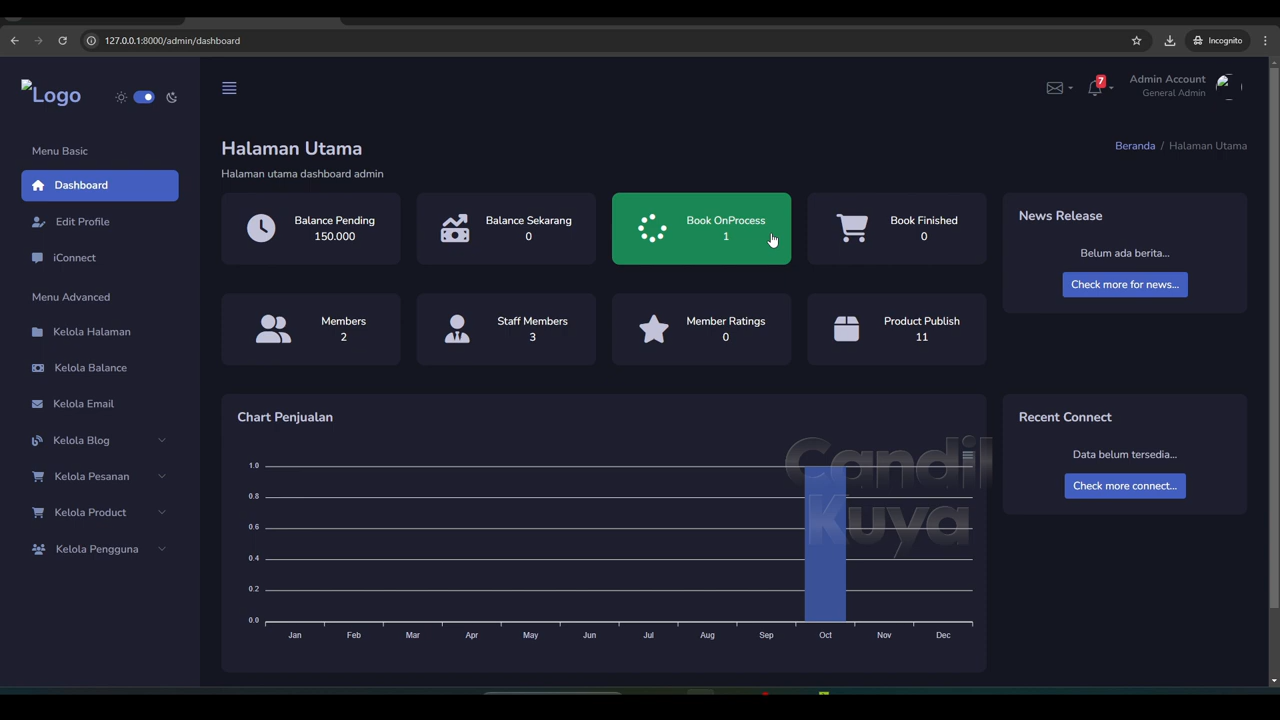 127.0.0.1:8000/admin/dashboard
Incognito
Logo
7
Admin Account
General Admin
Menu Basic
Dashboard
Edit Profile
iConnect
Menu Advanced
Kelola Halaman
Kelola Balance
Kelola Email
Kelola Blog
Kelola Pesanan
Kelola Product
Kelola Pengguna
Halaman Utama
Beranda / Halaman Utama
Halaman utama dashboard admin
Balance Pending
150.000
Balance Sekarang
0
Book OnProcess
1
Book Finished
0
Members
2
Staff Members
3
Member Ratings
0
Product Publish
11
News Release
Belum ada berita...
Check more for news...
Chart Penjualan
1.0
0.8
0.6
0.4
0.2
0.0
Jan Feb Mar Apr May Jun Jul Aug Sep Oct Nov Dec
Candil
Kuya
Recent Connect
Data belum tersedia...
Check more connect...